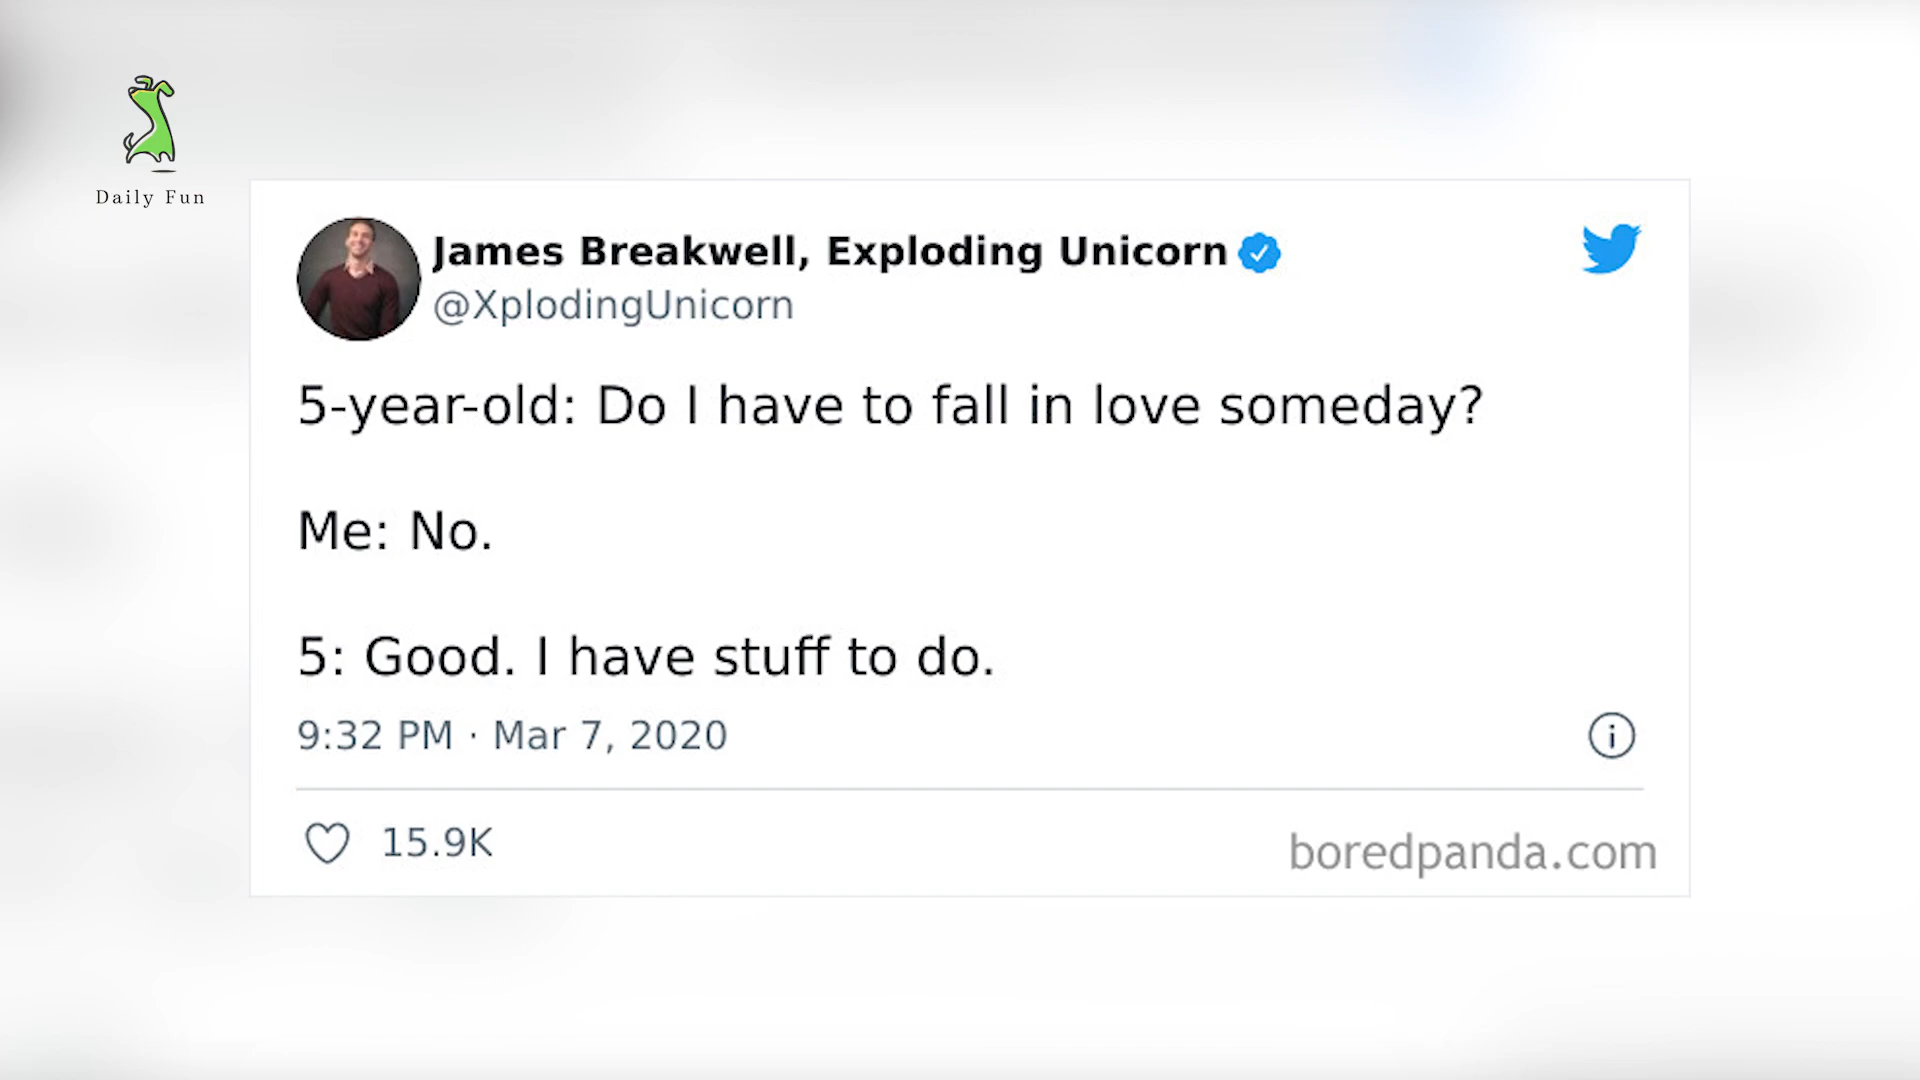 Daily Fun
James Breakwell, Exploding Unicorn
@XplodingUnicorn
5-year-old: Do I have to fall in love someday?
Me: No.
5: Good. I have stuff to do.
9:32 PM · Mar 7, 2020
15.9K
boredpanda.com